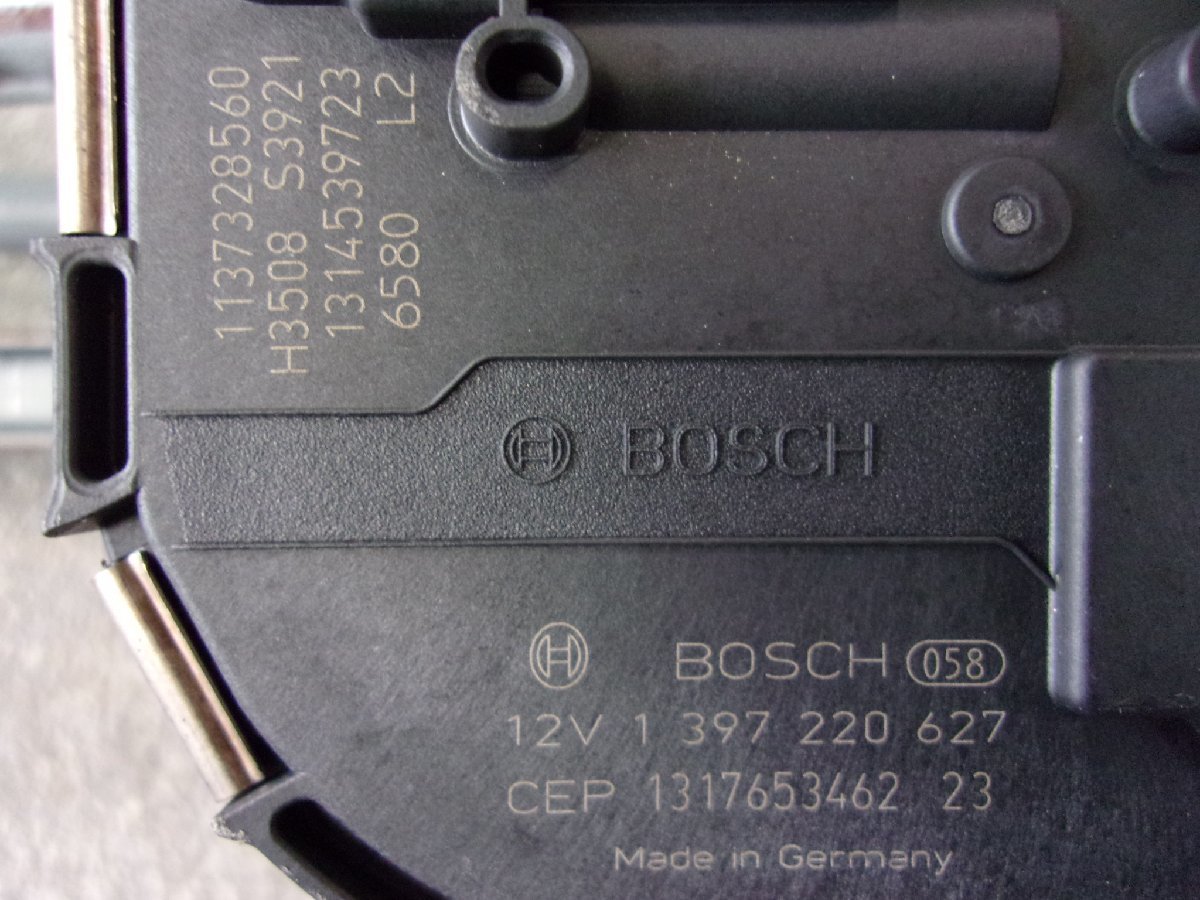 1137328560
H3508 S3921
1314539723
6580 L2
BOSCH
BOSCH 058
12V 1 397 220 627
CEP 1317653462 23
Made in Germany